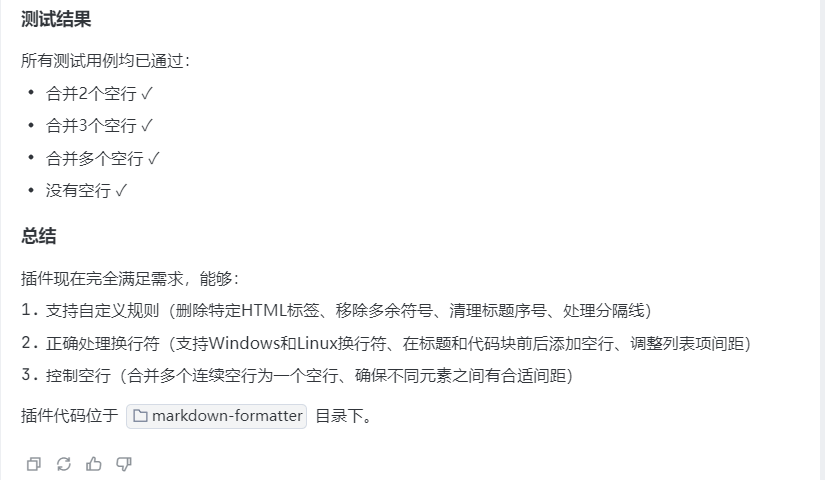 测试结果
所有测试用例均已通过：
• 合并2个空行 ✓
• 合并3个空行 ✓
• 合并多个空行 ✓
• 没有空行 ✓
总结
插件现在完全满足需求，能够：
1. 支持自定义规则（删除特定HTML标签、移除多余符号、清理标题序号、处理分隔线）
2. 正确处理换行符（支持Windows和Linux换行符、在标题和代码块前后添加空行、调整列表项间距）
3. 控制空行（合并多个连续空行为一个空行、确保不同元素之间有合适间距）
插件代码位于 markdown-formatter 目录下。